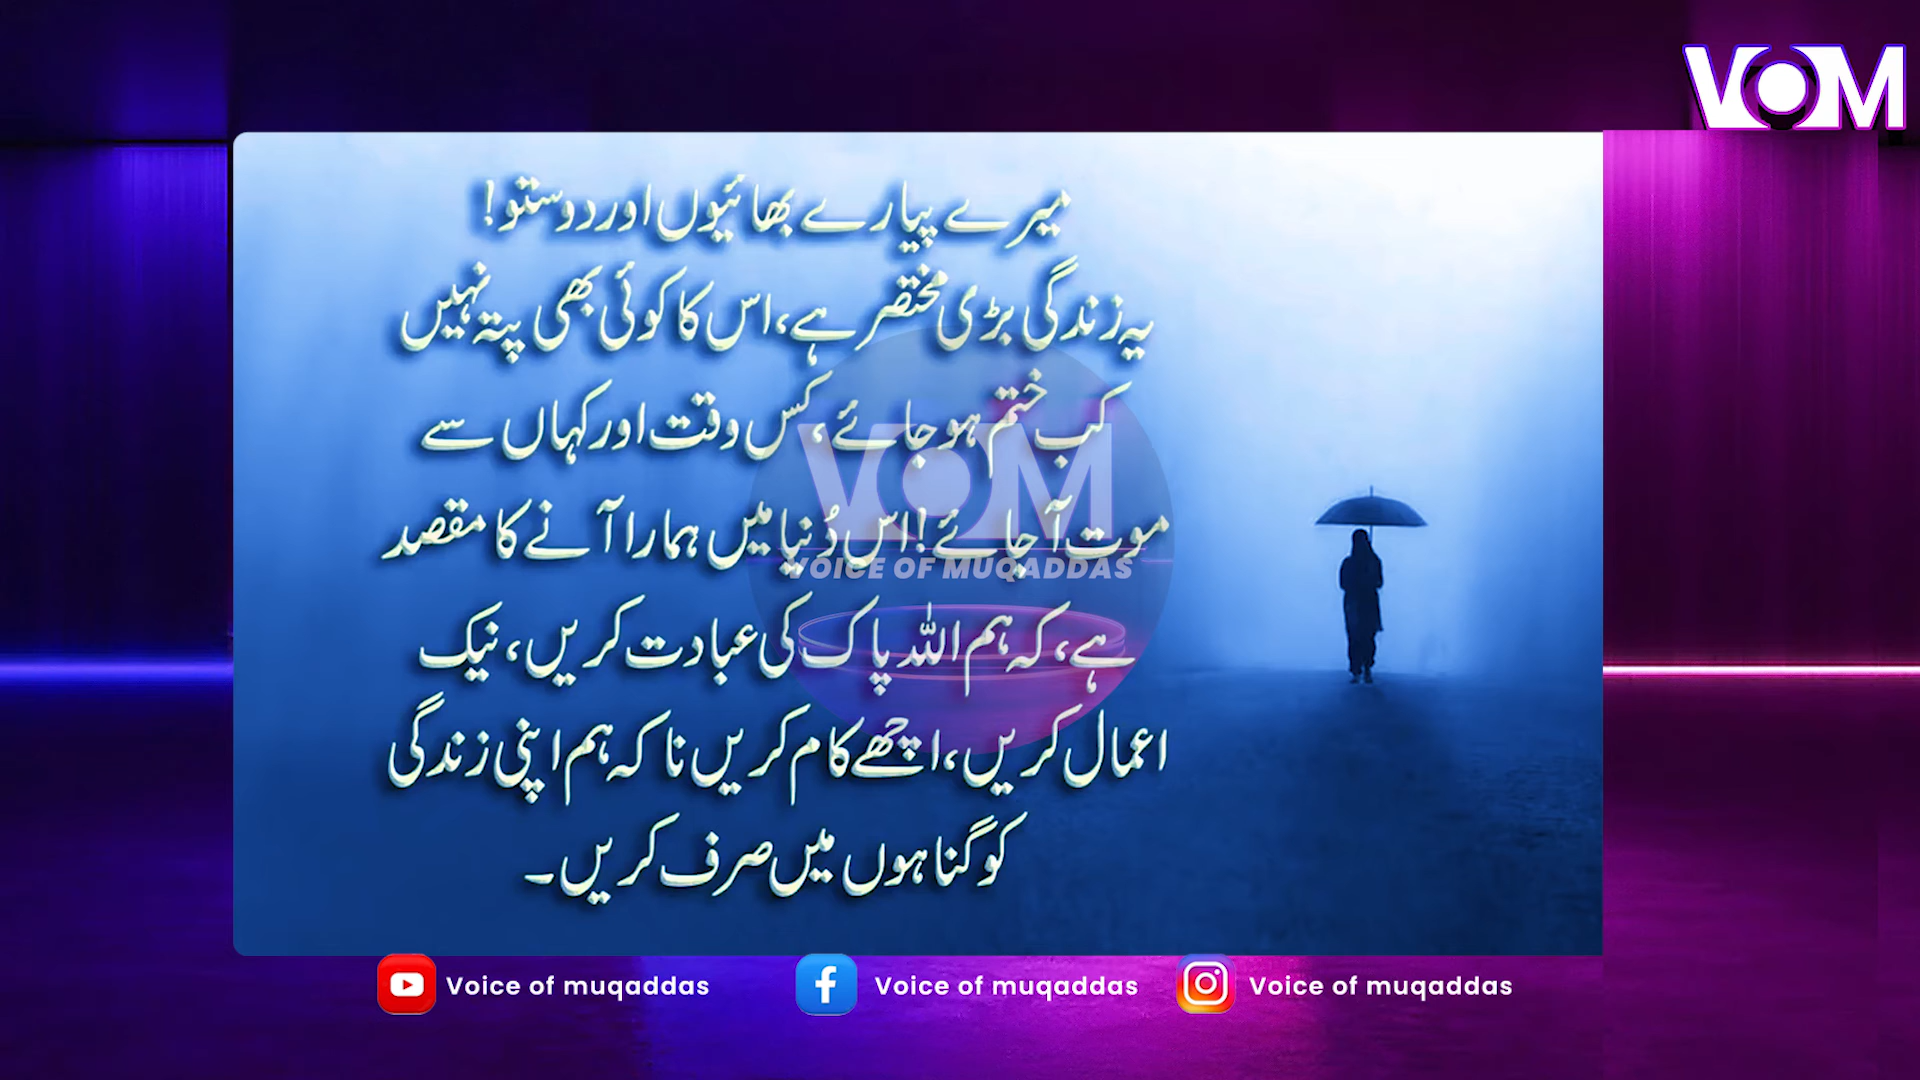 VOM
میرے پیارے بھائیوں اور دوستو!
یہ زندگی بڑی مختصر ہے، اس کا کوئی بھی پتہ نہیں
کب ختم ہو جائے، کس وقت اور کہاں سے
موت آ جائے! اس دُنیا میں ہمارا آنے کا مقصد
ہے، کہ ہم اللہ پاک کی عبادت کریں، نیک
اعمال کریں، اچھے کام کریں نا کہ ہم اپنی زندگی
کو گناہوں میں صرف کریں۔
VOM
VOICE OF MUQADDAS
Voice of muqaddas
Voice of muqaddas
Voice of muqaddas